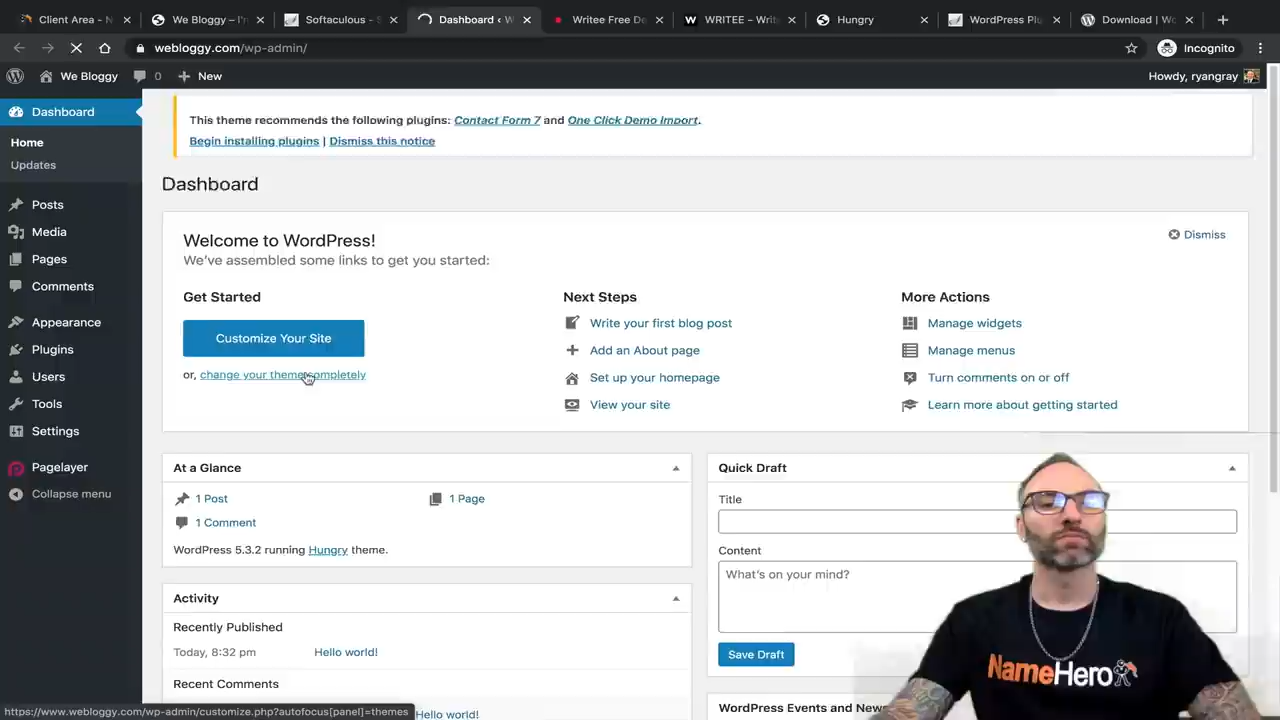 Client Area - N
We Bloggy – I'm
Softaculous - S
Dashboard ‹ W
Writee Free Do
WRITEE – Write
Hungry
WordPress Plu
Download | Wo
webloggy.com/wp-admin/
Incognito
We Bloggy
0
New
Howdy, ryangray
Dashboard
Home
Updates
Posts
Media
Pages
Comments
Appearance
Plugins
Users
Tools
Settings
Pagelayer
Collapse menu
This theme recommends the following plugins: Contact Form 7 and One Click Demo Import.
Begin installing plugins | Dismiss this notice
Dashboard
Welcome to WordPress!
We've assembled some links to get you started:
Dismiss
Get Started
Customize Your Site
or, change your theme completely
Next Steps
Write your first blog post
Add an About page
Set up your homepage
View your site
More Actions
Manage widgets
Manage menus
Turn comments on or off
Learn more about getting started
At a Glance
1 Post
1 Page
1 Comment
WordPress 5.3.2 running Hungry theme.
Activity
Recently Published
Today, 8:32 pm
Hello world!
Recent Comments
Hello world!
Quick Draft
Title
Content
What's on your mind?
Save Draft
WordPress Events and News
NameHero
https://www.webloggy.com/wp-admin/customize.php?autofocus[panel]=themes